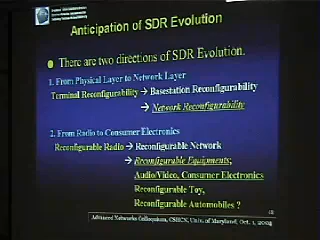 Anticipation of SDR Evolution
There are two directions of SDR Evolution.
1. From Physical Layer to Network Layer
Terminal Reconfigurability → Basestation Reconfigurability
→ Network Reconfigurability
2. From Radio to Consumer Electronics
Reconfigurable Radio → Reconfigurable Network
→ Reconfigurable Equipments;
Audio/Video, Consumer Electronics
Reconfigurable Toy,
Reconfigurable Automobiles ?
Advanced Networks Colloquium, CSHCN, Univ. of Maryland, Oct. 1, 2004